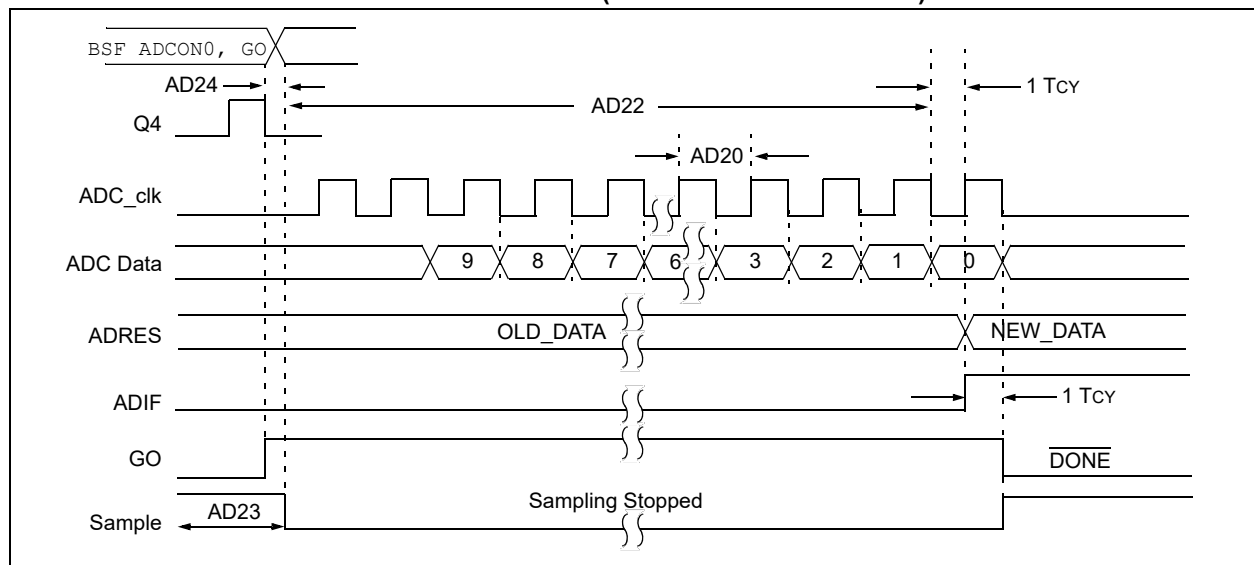 BSF ADCON0, GO
AD24
1 TCY
AD22
Q4
AD20
ADC_clk
ADC Data
9 8 7 6 3 2 1 0
ADRES
OLD_DATA
NEW_DATA
ADIF
1 TCY
GO
DONE
Sampling Stopped
AD23
Sample